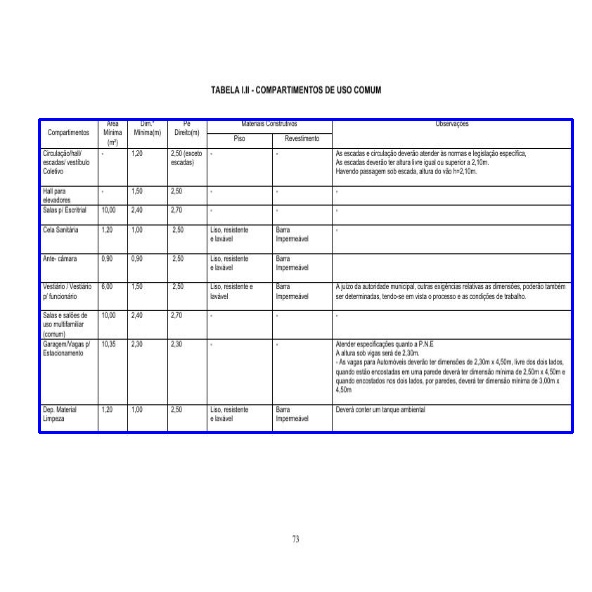 TABELA I.II - COMPARTIMENTOS DE USO COMUM
Compartimentos | Área Mínima (m²) | Dim.ª Mínima(m) | Pé Direito(m) | Materiais Construtivos | Observações
Piso | Revestimento
Circulação/hall/ escadas/ vestíbulo Coletivo | - | 1,20 | 2,50 (exceto escadas) | - | - | As escadas e circulação deverão atender às normas e legislação específica,
As escadas deverão ter altura livre igual ou superior a 2,10m.
Havendo passagem sob escada, altura do vão h=2,10m.
Hall para elevadores | - | 1,50 | 2,50 | - | - | -
Salas p/ Escritrial | 10,00 | 2,40 | 2,70 | - | - | -
Cela Sanitária | 1,20 | 1,00 | 2,50 | Liso, resistente e lavável | Barra Impermeável | -
Ante- câmara | 0,90 | 0,90 | 2.50 | Liso, resistente e lavável | Barra Impermeável
Vestiário / Vestiário p/ funcionário | 6,00 | 1,50 | 2,50 | Liso, resistente e lavável | Barra Impermeável | A juízo da autoridade municipal, outras exigências relativas as dimensões, poderão também
ser determinadas, tendo-se em vista o processo e as condições de trabalho.
Salas e salões de uso multifamiliar (comum) | 10,00 | 2,40 | 2,70 | - | - | -
Garagem/Vagas p/ Estacionamento | 10,35 | 2,30 | 2,30 | - | - | Atender especificações quanto a P.N.E
A altura sob vigas será de 2,30m.
- As vagas para Automóveis deverão ter dimensões de 2,30m x 4,50m, livre dos dois lados,
quando estão encostadas em uma parede deverá ter dimensão mínima de 2,50m x 4,50m e
quando encostados nos dois lados, por paredes, deverá ter dimensão mínima de 3,00m x
4,50m
Dep. Material Limpeza | 1,20 | 1,00 | 2,50 | Liso, resistente e lavável | Barra Impermeável | Deverá conter um tanque ambiental
73